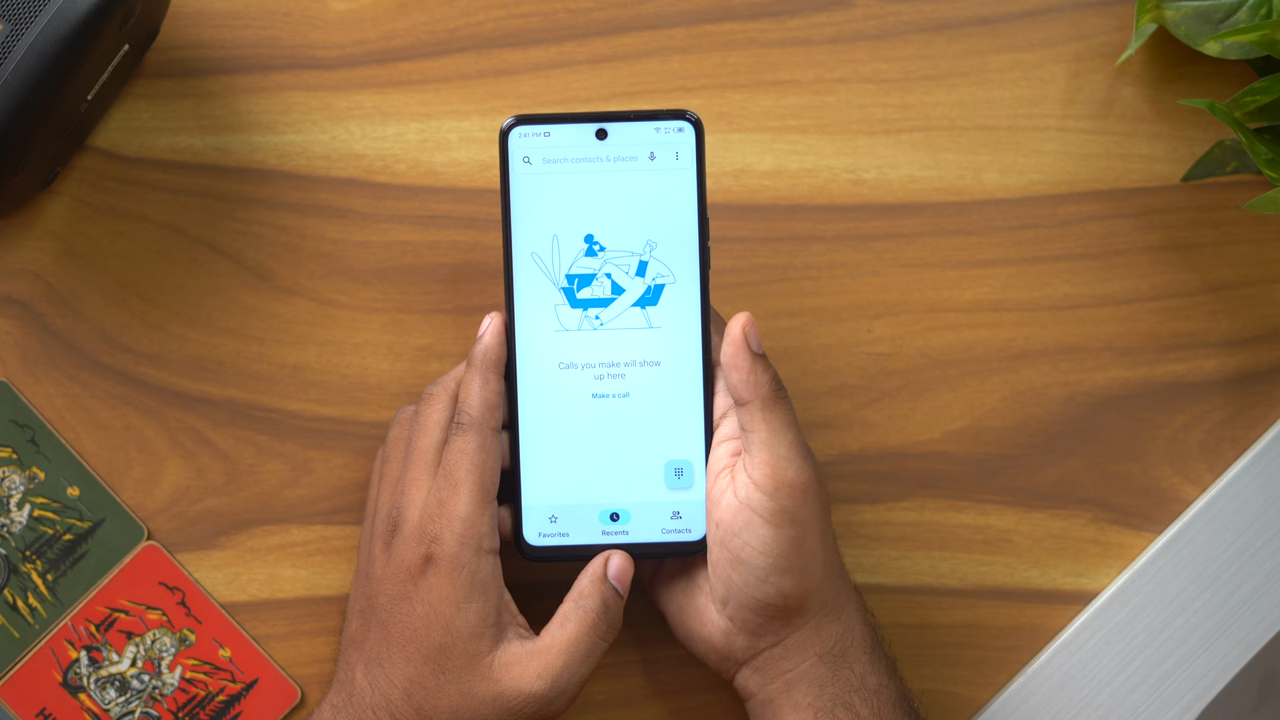 2:41 PM
Search contacts & places
Calls you make will show
up here
Make a call
Favorites
Recents
Contacts